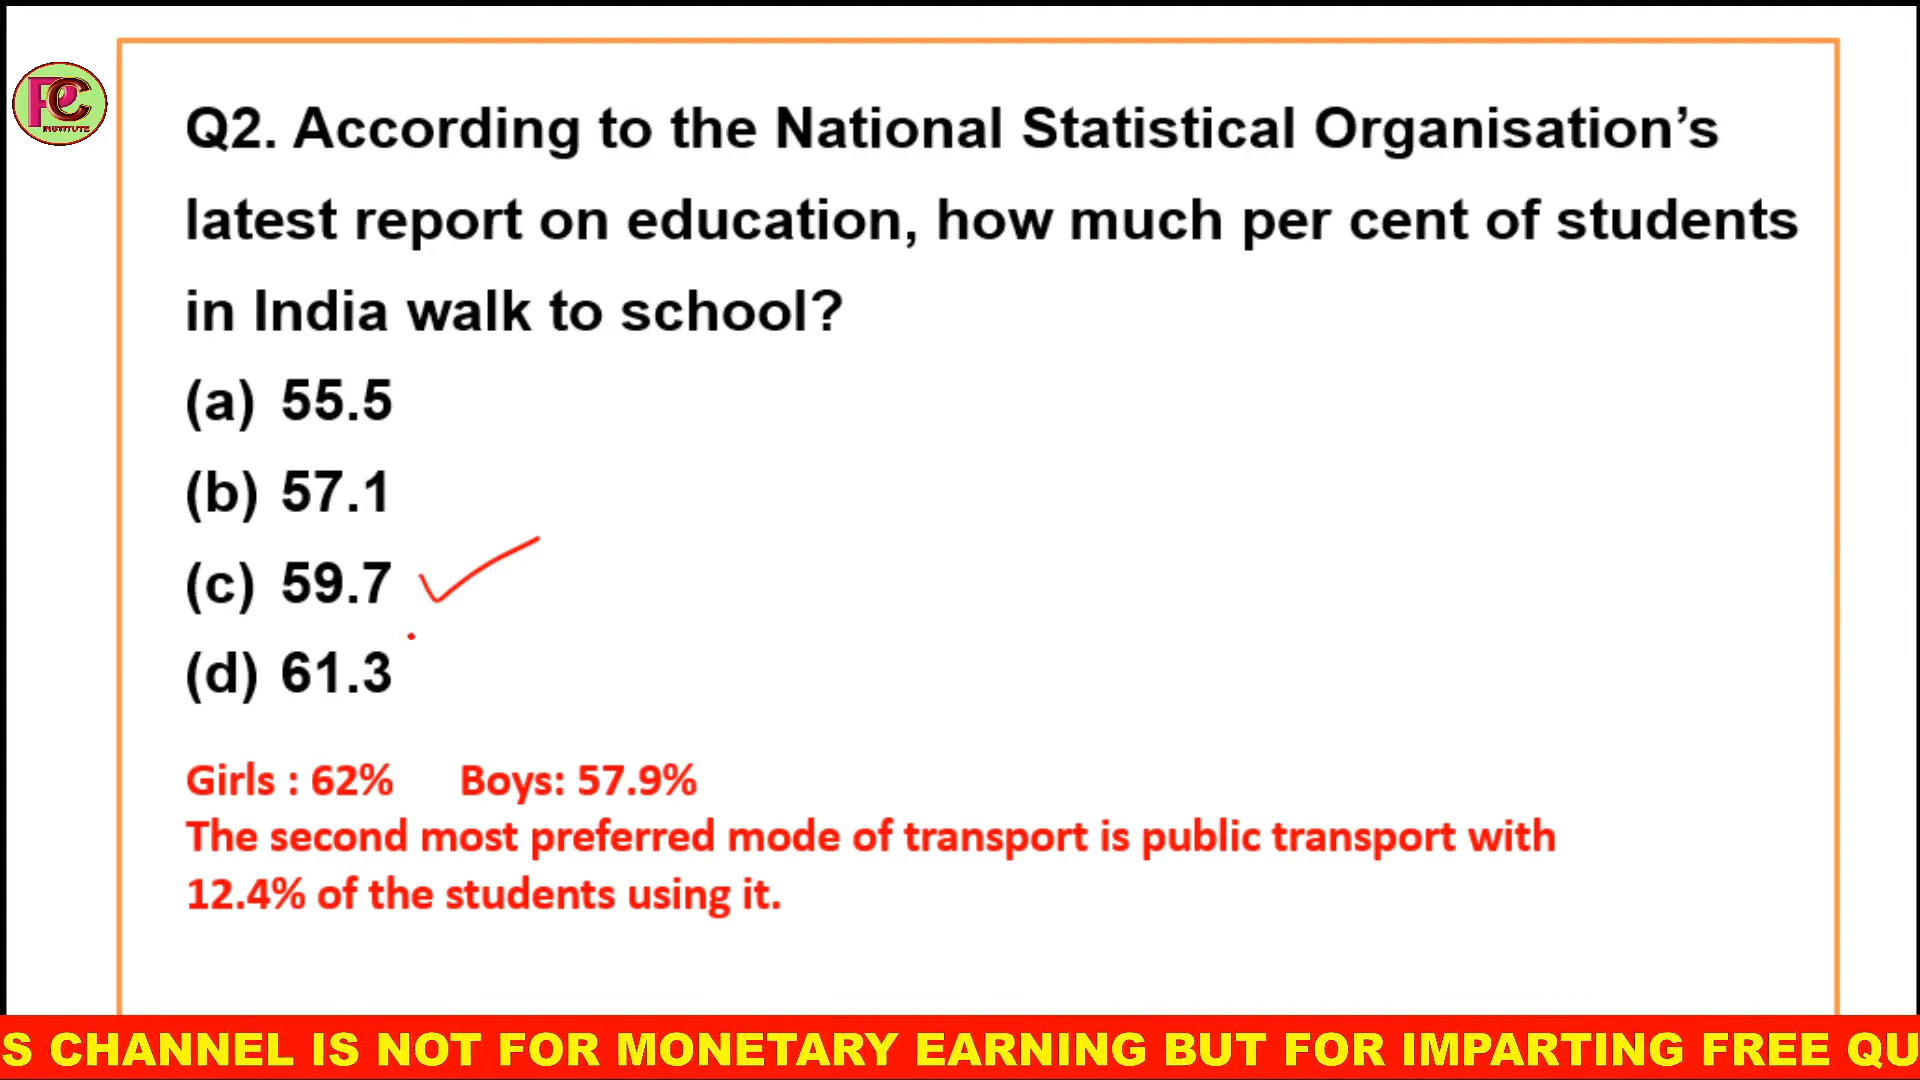 PC
INSTITUTE
Q2. According to the National Statistical Organisation’s
latest report on education, how much per cent of students
in India walk to school?
(a) 55.5
(b) 57.1
(c) 59.7
(d) 61.3
Girls : 62% Boys: 57.9%
The second most preferred mode of transport is public transport with
12.4% of the students using it.
S CHANNEL IS NOT FOR MONETARY EARNING BUT FOR IMPARTING FREE QU